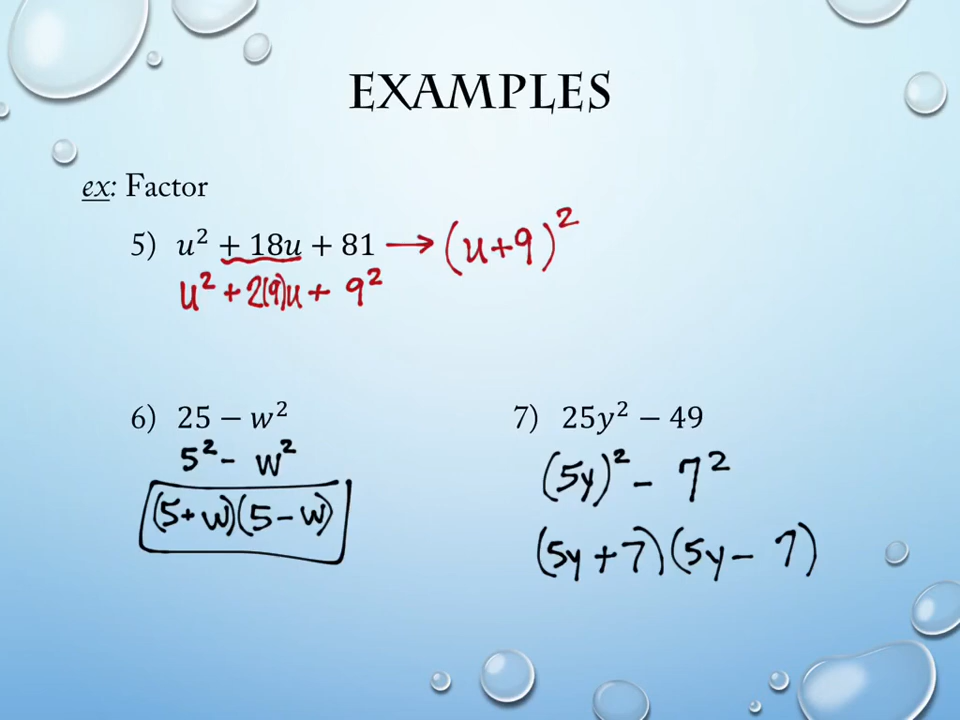 EXAMPLES
ex: Factor
5) u² + 18u + 81 → (u+9)²
u² + 2(9)u + 9²
6) 25 − w²
5² - w²
(5+w)(5-w)
7) 25y² − 49
(5y)² - 7²
(5y+7)(5y-7)